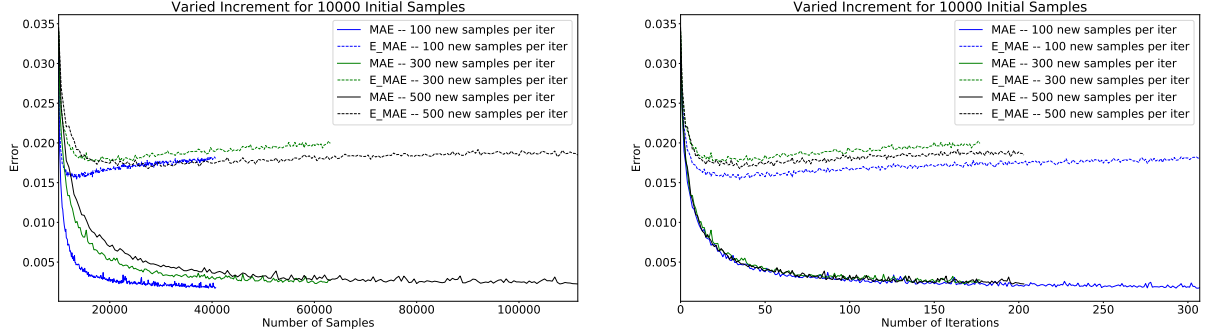 Varied Increment for 10000 Initial Samples
MAE -- 100 new samples per iter
E_MAE -- 100 new samples per iter
MAE -- 300 new samples per iter
E_MAE -- 300 new samples per iter
MAE -- 500 new samples per iter
E_MAE -- 500 new samples per iter
0.035
0.030
0.025
0.020
0.015
0.010
0.005
Error
20000 40000 60000 80000 100000
Number of Samples
Varied Increment for 10000 Initial Samples
MAE -- 100 new samples per iter
E_MAE -- 100 new samples per iter
MAE -- 300 new samples per iter
E_MAE -- 300 new samples per iter
MAE -- 500 new samples per iter
E_MAE -- 500 new samples per iter
0.035
0.030
0.025
0.020
0.015
0.010
0.005
Error
0 50 100 150 200 250 300
Number of Iterations